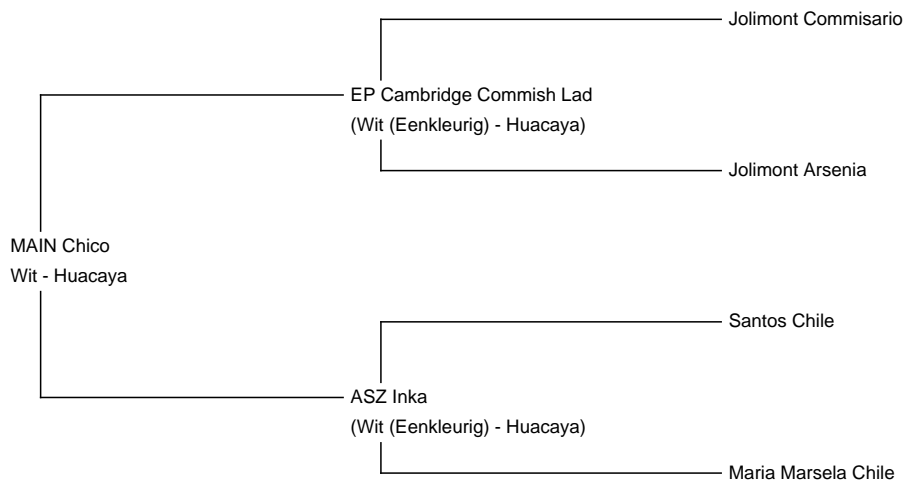 Jolimont Commisario
EP Cambridge Commish Lad
(Wit (Eenkleurig) - Huacaya)
Jolimont Arsenia
MAIN Chico
Wit - Huacaya
Santos Chile
ASZ Inka
(Wit (Eenkleurig) - Huacaya)
Maria Marsela Chile